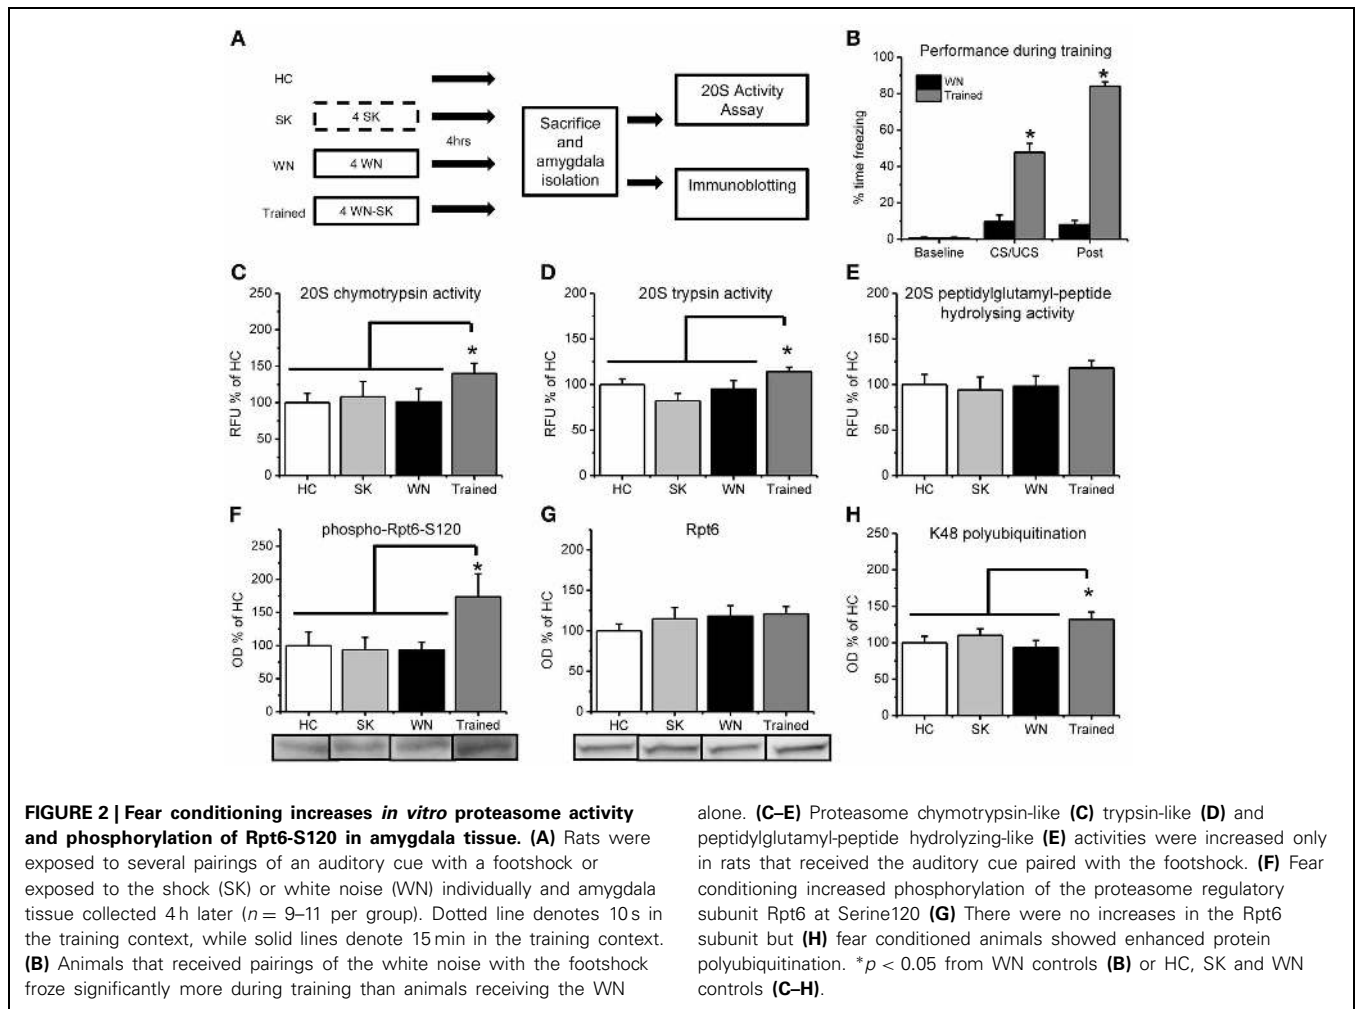 A
HC
SK
4 SK
WN
4 WN
Trained
4 WN-SK
4hrs
Sacrifice
and
amygdala
isolation
20S Activity
Assay
Immunoblotting
B
Performance during training
100
80
60
40
20
0
% time freezing
WN
Trained
*
*
Baseline CS/UCS Post
C
20S chymotrypsin activity
250
200
150
100
50
0
RFU % of HC
*
HC SK WN Trained
D
20S trypsin activity
200
150
100
50
0
RFU % of HC
*
HC SK WN Trained
E
20S peptidylglutamyl-peptide
hydrolysing activity
200
150
100
50
0
RFU % of HC
HC SK WN Trained
F
phospho-Rpt6-S120
250
200
150
100
50
0
OD % of HC
*
HC SK WN Trained
G
Rpt6
200
150
100
50
0
OD % of HC
HC SK WN Trained
H
K48 polyubiquitination
250
200
150
100
50
0
OD % of HC
*
HC SK WN Trained
FIGURE 2 | Fear conditioning increases in vitro proteasome activity
and phosphorylation of Rpt6-S120 in amygdala tissue. (A) Rats were
exposed to several pairings of an auditory cue with a footshock or
exposed to the shock (SK) or white noise (WN) individually and amygdala
tissue collected 4 h later (n = 9–11 per group). Dotted line denotes 10 s in
the training context, while solid lines denote 15 min in the training context.
(B) Animals that received pairings of the white noise with the footshock
froze significantly more during training than animals receiving the WN
alone. (C–E) Proteasome chymotrypsin-like (C) trypsin-like (D) and
peptidylglutamyl-peptide hydrolyzing-like (E) activities were increased only
in rats that received the auditory cue paired with the footshock. (F) Fear
conditioning increased phosphorylation of the proteasome regulatory
subunit Rpt6 at Serine120 (G) There were no increases in the Rpt6
subunit but (H) fear conditioned animals showed enhanced protein
polyubiquitination. *p < 0.05 from WN controls (B) or HC, SK and WN
controls (C–H).